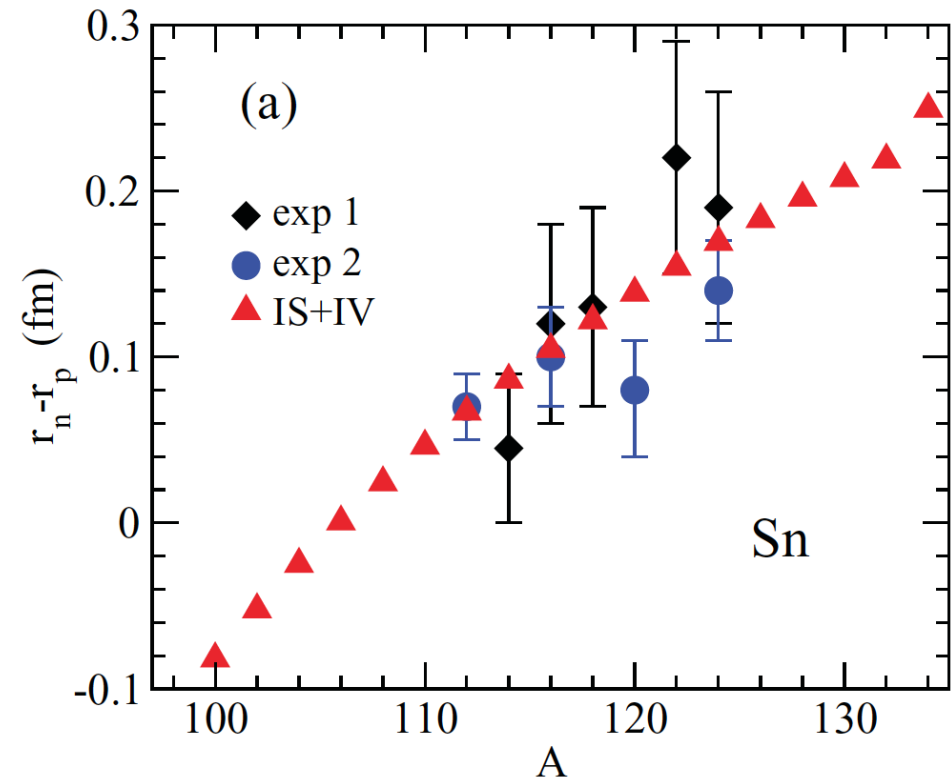 0.3
(a)
0.2
exp 1
exp 2
IS+IV
0.1
r_n-r_p (fm)
0
Sn
-0.1
100 110 120 130
A